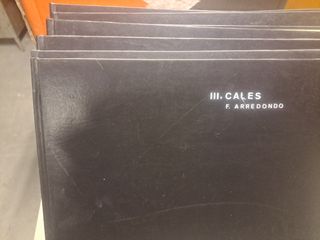 III. CALES
F. ARREDONDO